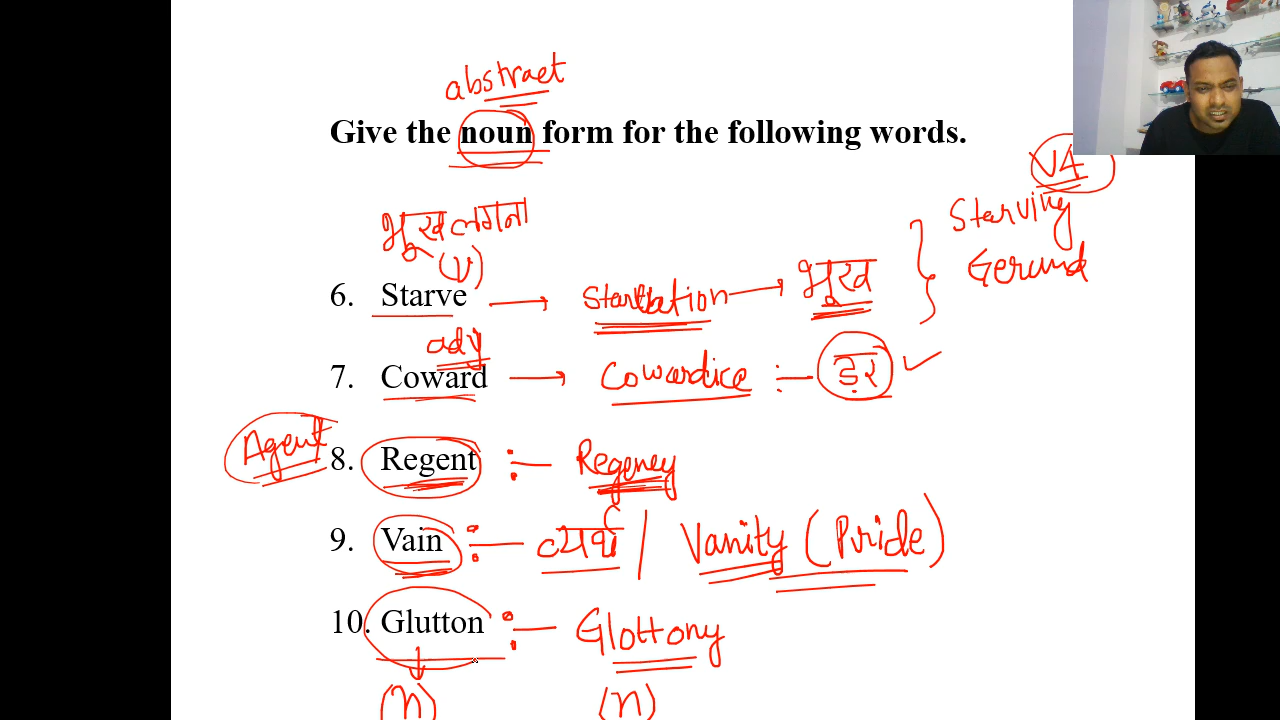 abstract
Give the noun form for the following words.
V4
भूख लगना
(V)
Starving
Gerund
6. Starve → Starvation → भूख
adj
7. Coward → Cowardice :- डर ✓
Agent
8. Regent :- Regency
9. Vain :- व्यर्थ / Vanity (Pride)
10. Glutton :- Glottony
(n) (n)